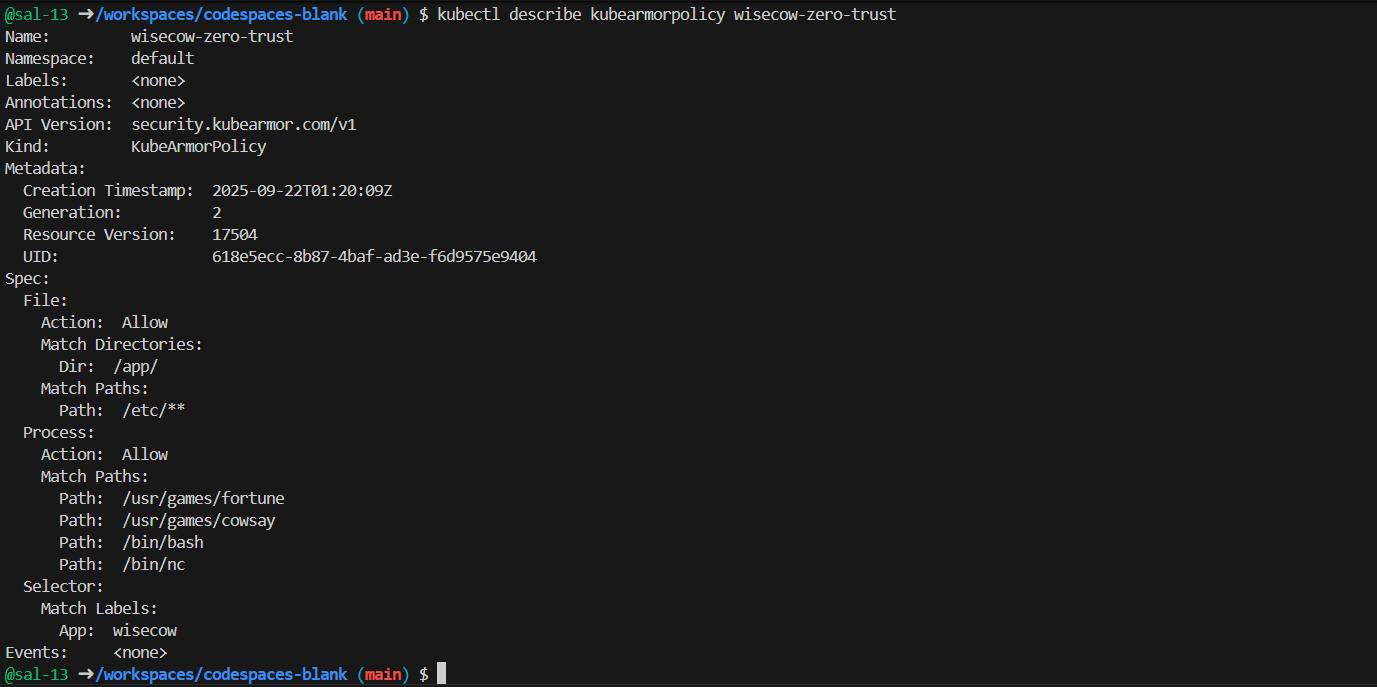 @sal-13 ➜/workspaces/codespaces-blank (main) $ kubectl describe kubearmorpolicy wisecow-zero-trust
Name:         wisecow-zero-trust
Namespace:    default
Labels:       <none>
Annotations:  <none>
API Version:  security.kubearmor.com/v1
Kind:         KubeArmorPolicy
Metadata:
  Creation Timestamp:  2025-09-22T01:20:09Z
  Generation:          2
  Resource Version:    17504
  UID:                 618e5ecc-8b87-4baf-ad3e-f6d9575e9404
Spec:
  File:
    Action:  Allow
    Match Directories:
      Dir:  /app/
    Match Paths:
      Path:  /etc/**
  Process:
    Action:  Allow
    Match Paths:
      Path:  /usr/games/fortune
      Path:  /usr/games/cowsay
      Path:  /bin/bash
      Path:  /bin/nc
  Selector:
    Match Labels:
      App:  wisecow
Events:     <none>
@sal-13 ➜/workspaces/codespaces-blank (main) $